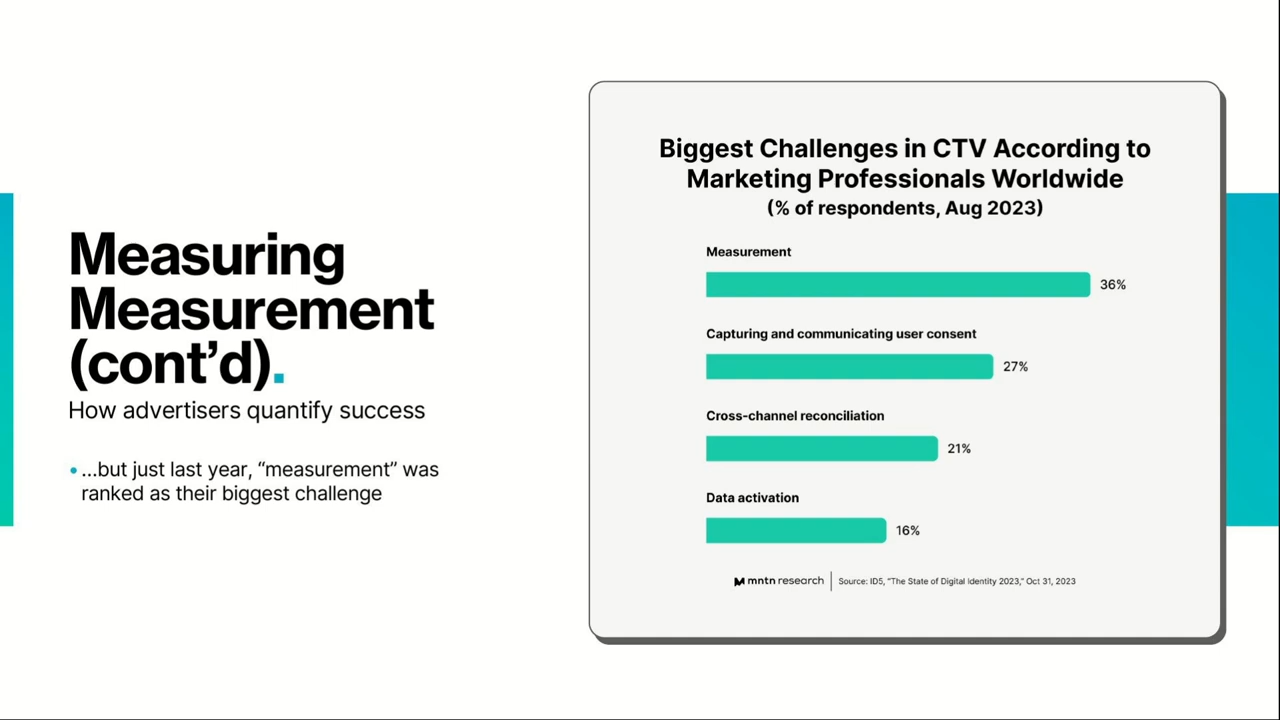 Measuring
Measurement
(cont’d).
How advertisers quantify success
• ...but just last year, “measurement” was
ranked as their biggest challenge
Biggest Challenges in CTV According to
Marketing Professionals Worldwide
(% of respondents, Aug 2023)
Measurement
36%
Capturing and communicating user consent
27%
Cross-channel reconciliation
21%
Data activation
16%
mntn research | Source: ID5, “The State of Digital Identity 2023,” Oct 31, 2023